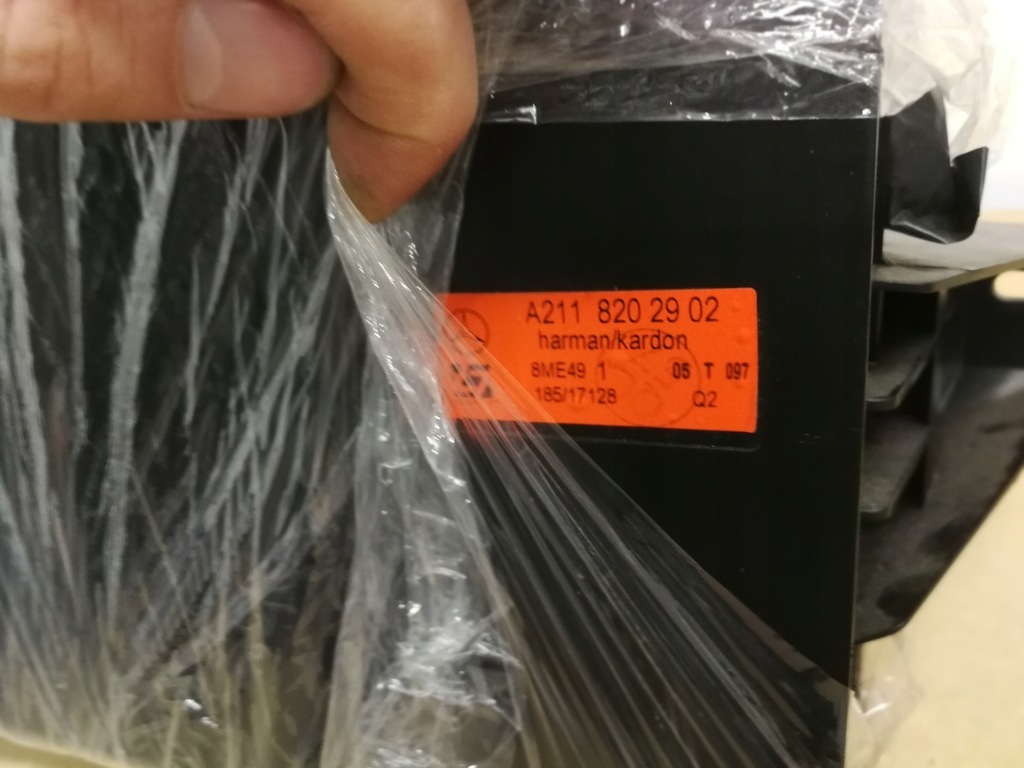 A211 820 29 02
harman/kardon
8ME49 1 05 T 097
185/17128 Q2